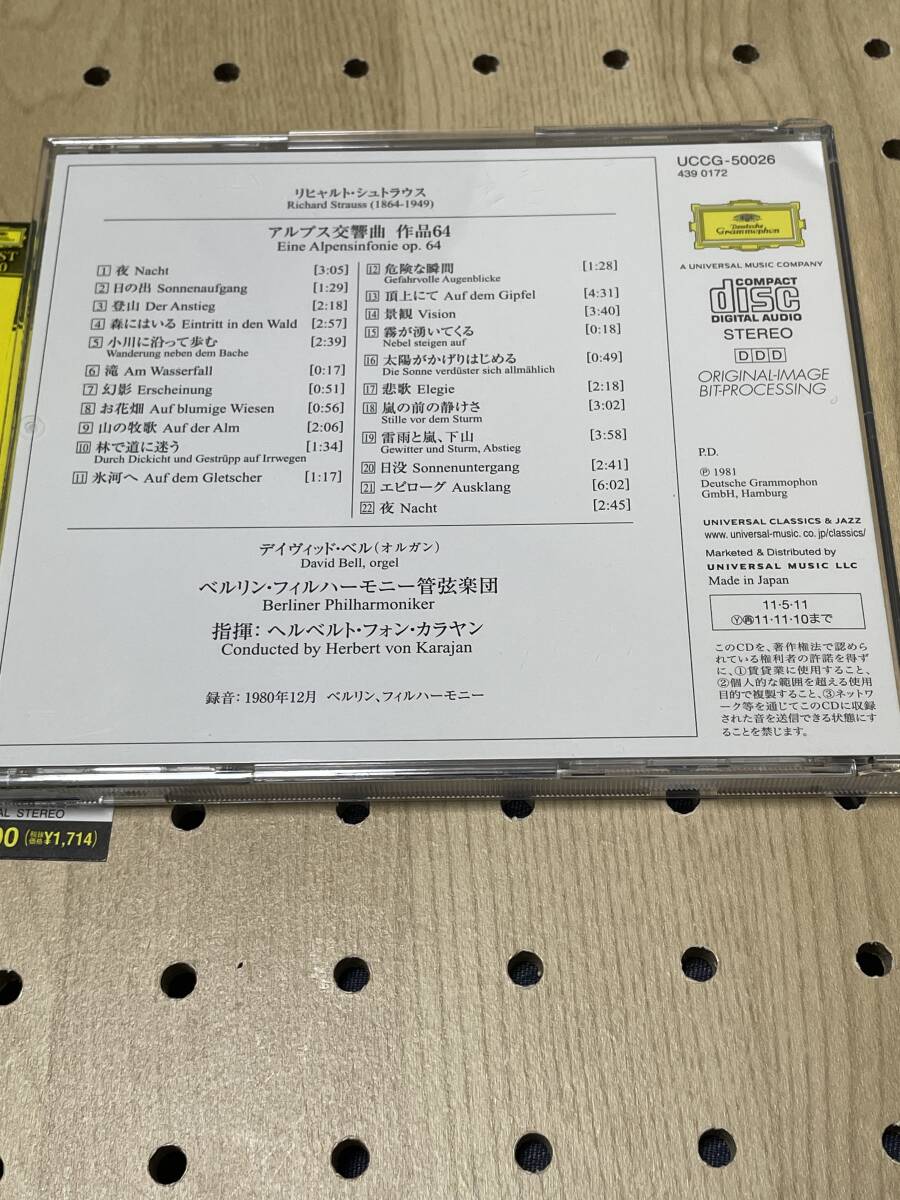 リヒャルト・シュトラウス
Richard Strauss (1864-1949)
アルプス交響曲 作品64
Eine Alpensinfonie op. 64
1 夜 Nacht [3:05]
2 日の出 Sonnenaufgang [1:29]
3 登山 Der Anstieg [2:18]
4 森にはいる Eintritt in den Wald [2:57]
5 小川に沿って歩む [2:39]
Wanderung neben dem Bache
6 滝 Am Wasserfall [0:17]
7 幻影 Erscheinung [0:51]
8 お花畑 Auf blumige Wiesen [0:56]
9 山の牧歌 Auf der Alm [2:06]
10 林で道に迷う [1:34]
Durch Dickicht und Gestrüpp auf Irrwegen
11 氷河へ Auf dem Gletscher [1:17]
12 危険な瞬間 [1:28]
Gefahrvolle Augenblicke
13 頂上にて Auf dem Gipfel [4:31]
14 景観 Vision [3:40]
15 霧が湧いてくる [0:18]
Nebel steigen auf
16 太陽がかげりはじめる [0:49]
Die Sonne verdüster sich allmählich
17 悲歌 Elegie [2:18]
18 嵐の前の静けさ [3:02]
Stille vor dem Sturm
19 雷雨と嵐、下山 [3:58]
Gewitter und Sturm, Abstieg
20 日没 Sonnenuntergang [2:41]
21 エピローグ Ausklang [6:02]
22 夜 Nacht [2:45]
デイヴィッド・ベル(オルガン)
David Bell, orgel
ベルリン・フィルハーモニー管弦楽団
Berliner Philharmoniker
指揮: ヘルベルト・フォン・カラヤン
Conducted by Herbert von Karajan
録音: 1980年12月 ベルリン、フィルハーモニー
UCCG-50026
439 0172
Deutsche
Grammophon
A UNIVERSAL MUSIC COMPANY
COMPACT
disc
DIGITAL AUDIO
STEREO
DDD
ORIGINAL-IMAGE
BIT-PROCESSING
P.D.
Ⓟ 1981
Deutsche Grammophon
GmbH, Hamburg
UNIVERSAL CLASSICS & JAZZ
www.universal-music.co.jp/classics/
Marketed & Distributed by
UNIVERSAL MUSIC LLC
Made in Japan
11・5・11
Ⓨ㊞11・11・10まで
このCDを、著作権法で認めら
れている権利者の許諾を得ず
に、①賃貸業に使用すること、
②個人的な範囲を超える使用
目的で複製すること、③ネットワ
ーク等を通じてこのCDに収録
された音を送信できる状態にす
ることを禁じます。
AL STEREO
00 (税抜価格¥1,714)